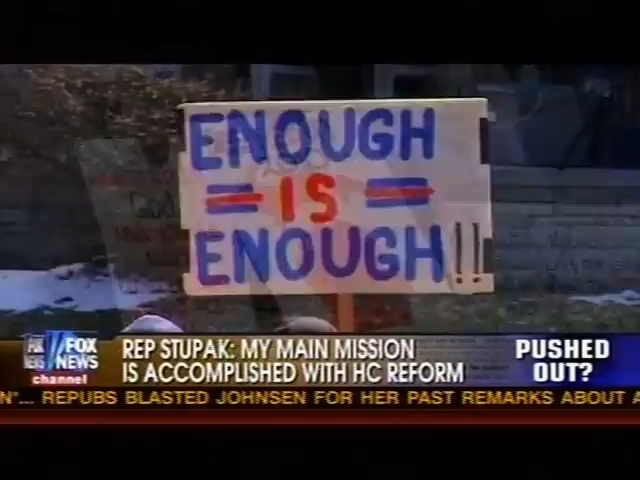 ENOUGH
IS
ENOUGH!!
FOX
NEWS
channel
REP STUPAK: MY MAIN MISSION
IS ACCOMPLISHED WITH HC REFORM
PUSHED
OUT?
N"... REPUBS BLASTED JOHNSEN FOR HER PAST REMARKS ABOUT A